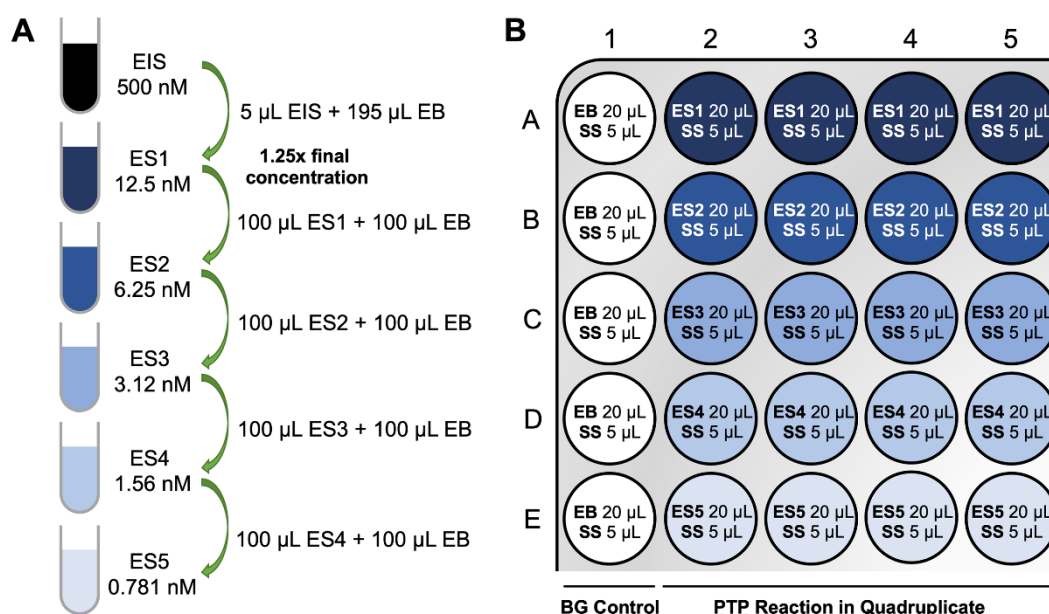 A
EIS
500 nM
5 µL EIS + 195 µL EB
ES1
12.5 nM
1.25x final
concentration
100 µL ES1 + 100 µL EB
ES2
6.25 nM
100 µL ES2 + 100 µL EB
ES3
3.12 nM
100 µL ES3 + 100 µL EB
ES4
1.56 nM
100 µL ES4 + 100 µL EB
ES5
0.781 nM
B
1 2 3 4 5
A
EB 20 µL ES1 20 µL ES1 20 µL ES1 20 µL ES1 20 µL
SS 5 µL SS 5 µL SS 5 µL SS 5 µL SS 5 µL
B
EB 20 µL ES2 20 µL ES2 20 µL ES2 20 µL ES2 20 µL
SS 5 µL SS 5 µL SS 5 µL SS 5 µL SS 5 µL
C
EB 20 µL ES3 20 µL ES3 20 µL ES3 20 µL ES3 20 µL
SS 5 µL SS 5 µL SS 5 µL SS 5 µL SS 5 µL
D
EB 20 µL ES4 20 µL ES4 20 µL ES4 20 µL ES4 20 µL
SS 5 µL SS 5 µL SS 5 µL SS 5 µL SS 5 µL
E
EB 20 µL ES5 20 µL ES5 20 µL ES5 20 µL ES5 20 µL
SS 5 µL SS 5 µL SS 5 µL SS 5 µL SS 5 µL
BG Control PTP Reaction in Quadruplicate